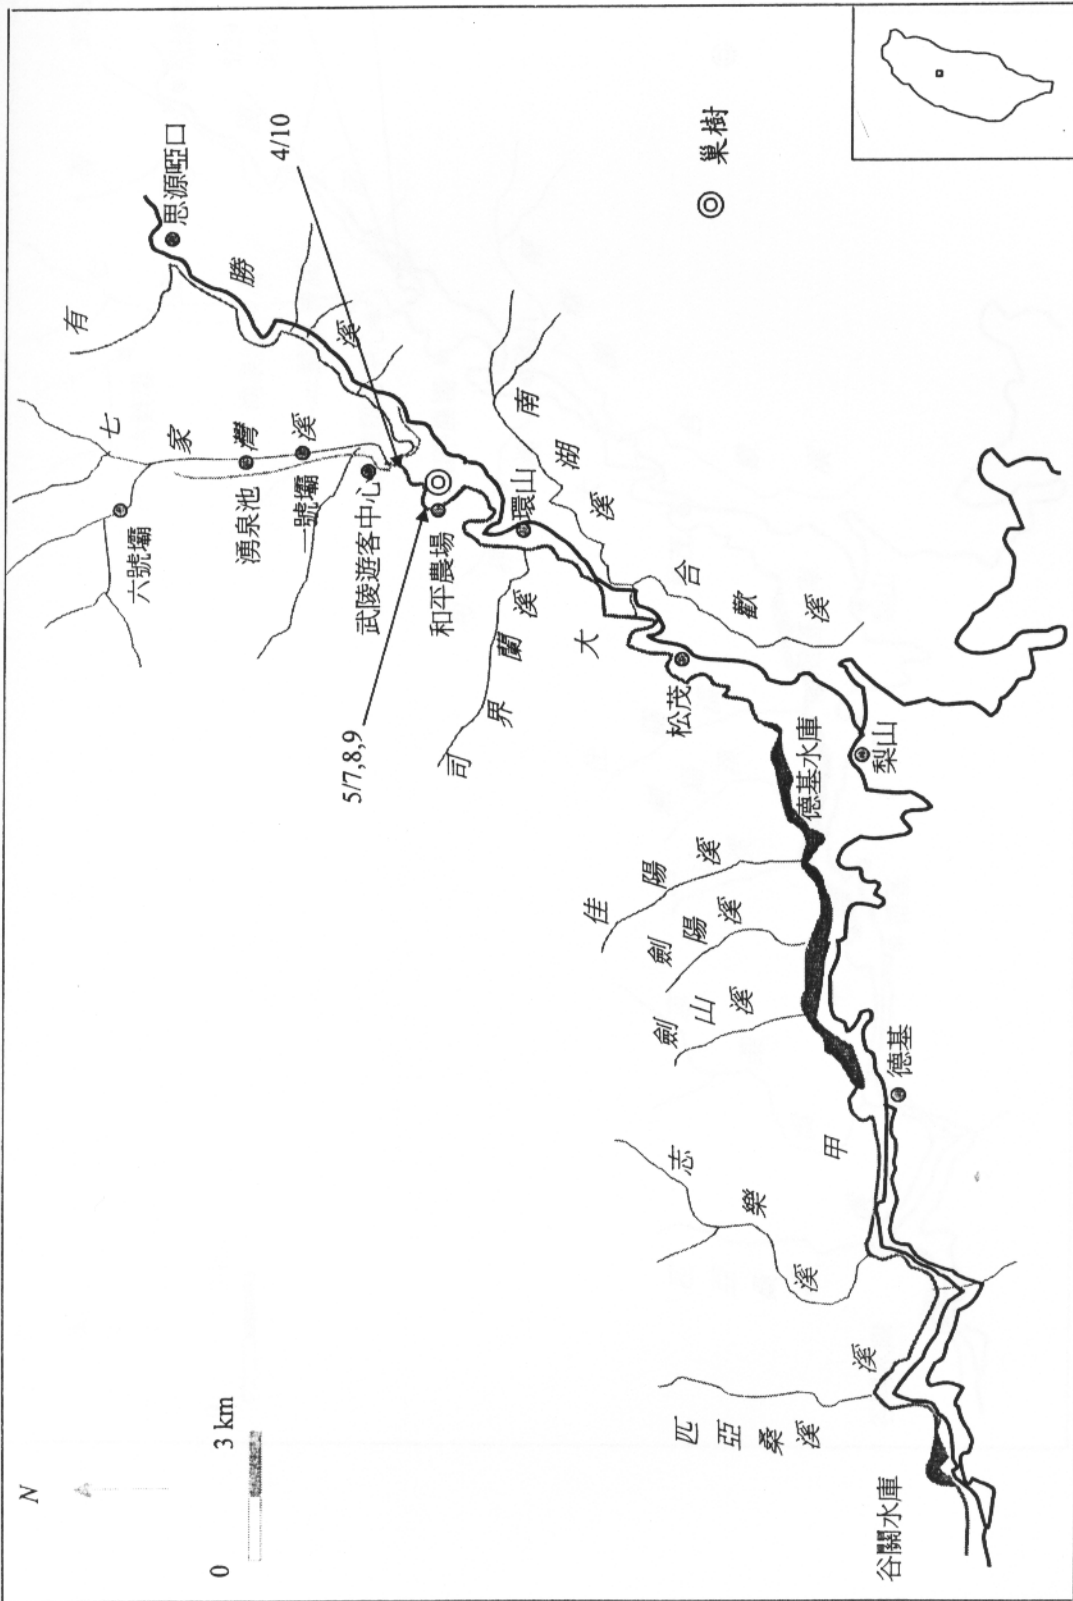 N
0 3 km
思源啞口
有勝溪
七家灣溪
六號壩
湧泉池
一號壩
武陵遊客中心
和平農場
4/10
5/7,8,9
環山
南湖溪
司界蘭溪
合歡溪
大甲溪
松茂
梨山
德基水庫
佳陽溪
劍陽溪
劍山溪
德基
志樂溪
匹亞桑溪
谷關水庫
巢樹